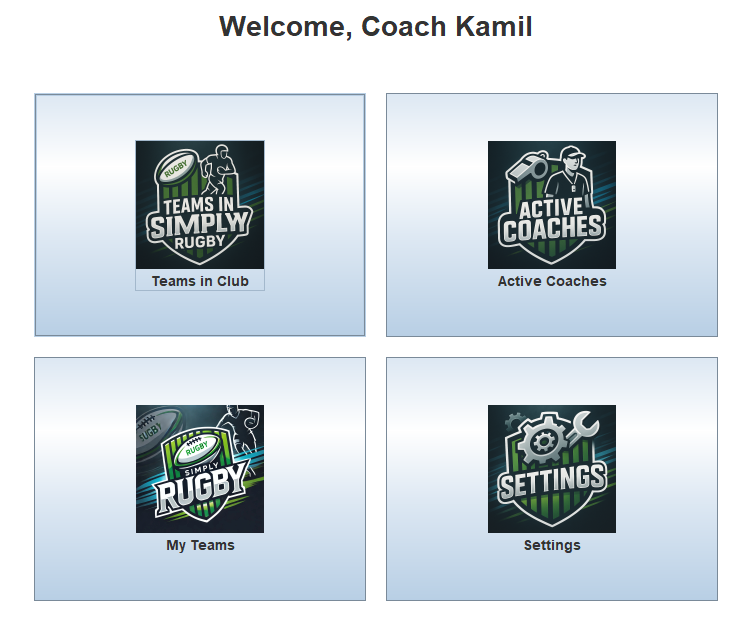 Welcome, Coach Kamil
RUGBY
TEAMS IN
SIMPLY
RUGBY
Teams in Club
ACTIVE
COACHES
Active Coaches
RUGBY
RUGBY
SIMPLY
RUGBY
My Teams
SETTINGS
Settings